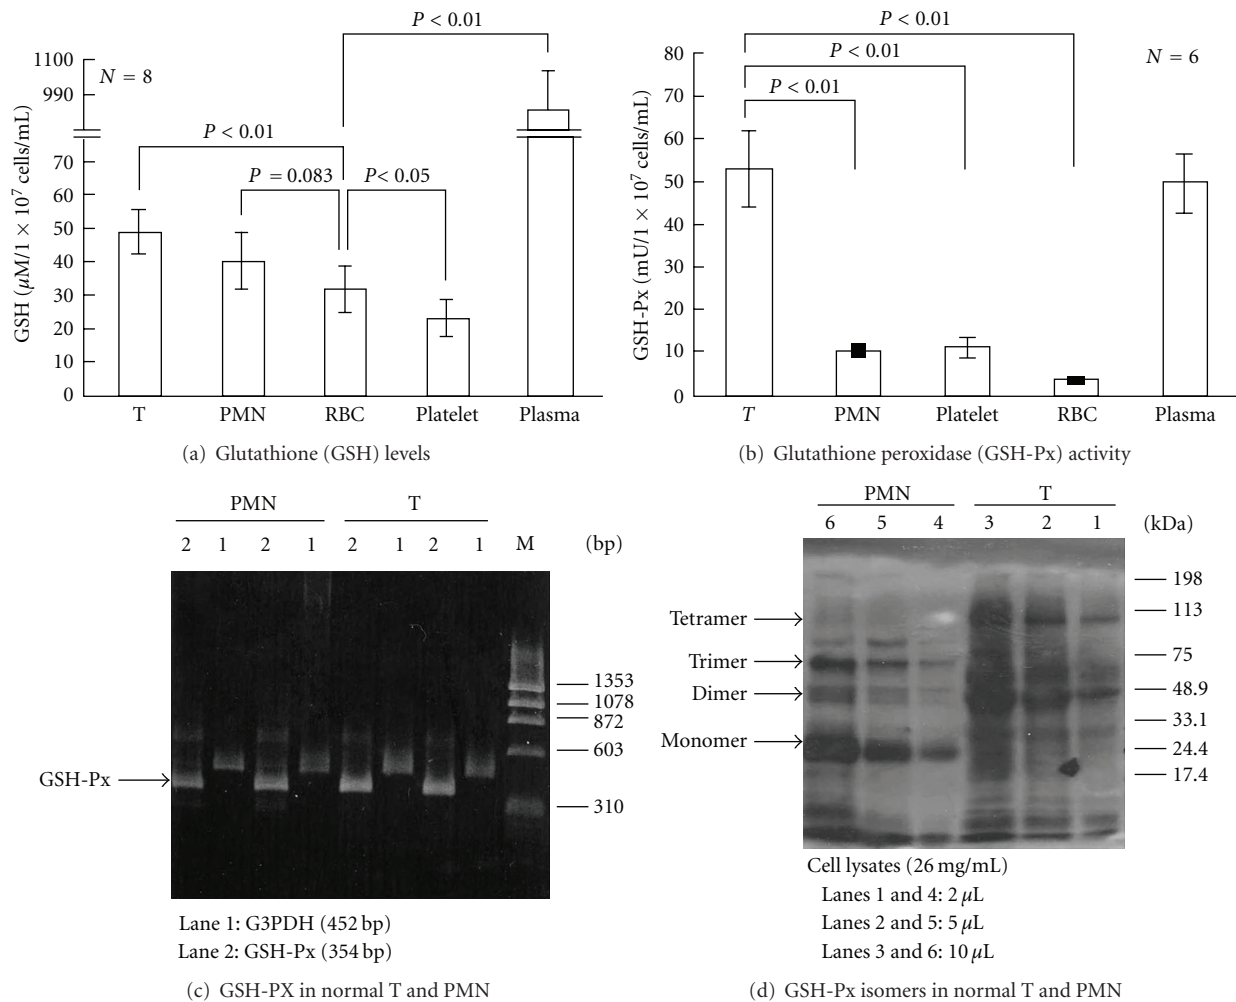 P < 0.01
1100
990
N = 8
P < 0.01
P = 0.083
P < 0.05
70
60
50
40
30
20
10
0
GSH (µM/1 × 10⁷ cells/mL)
T PMN RBC Platelet Plasma
(a) Glutathione (GSH) levels
P < 0.01
P < 0.01
P < 0.01
N = 6
80
70
60
50
40
30
20
10
0
GSH-Px (mU/1 × 10⁷ cells/mL)
T PMN Platelet RBC Plasma
(b) Glutathione peroxidase (GSH-Px) activity
PMN T
2 1 2 1 2 1 2 1 M (bp)
1353
1078
872
603
310
GSH-Px
Lane 1: G3PDH (452 bp)
Lane 2: GSH-Px (354 bp)
(c) GSH-PX in normal T and PMN
PMN T
6 5 4 3 2 1 (kDa)
Tetramer
Trimer
Dimer
Monomer
198
113
75
48.9
33.1
24.4
17.4
Cell lysates (26 mg/mL)
Lanes 1 and 4: 2 µL
Lanes 2 and 5: 5 µL
Lanes 3 and 6: 10 µL
(d) GSH-Px isomers in normal T and PMN